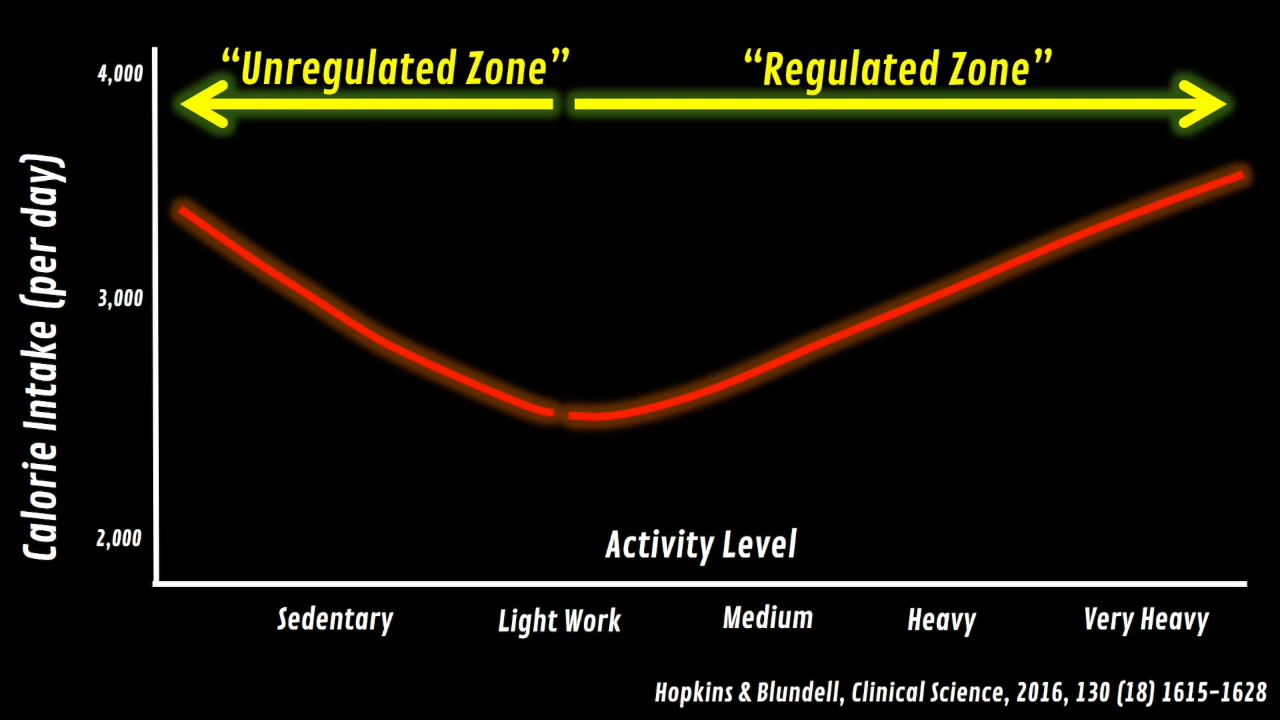 “Unregulated Zone”
“Regulated Zone”
4,000
3,000
2,000
Calorie Intake (per day)
Activity Level
Sedentary
Light Work
Medium
Heavy
Very Heavy
Hopkins & Blundell, Clinical Science, 2016, 130 (18) 1615-1628